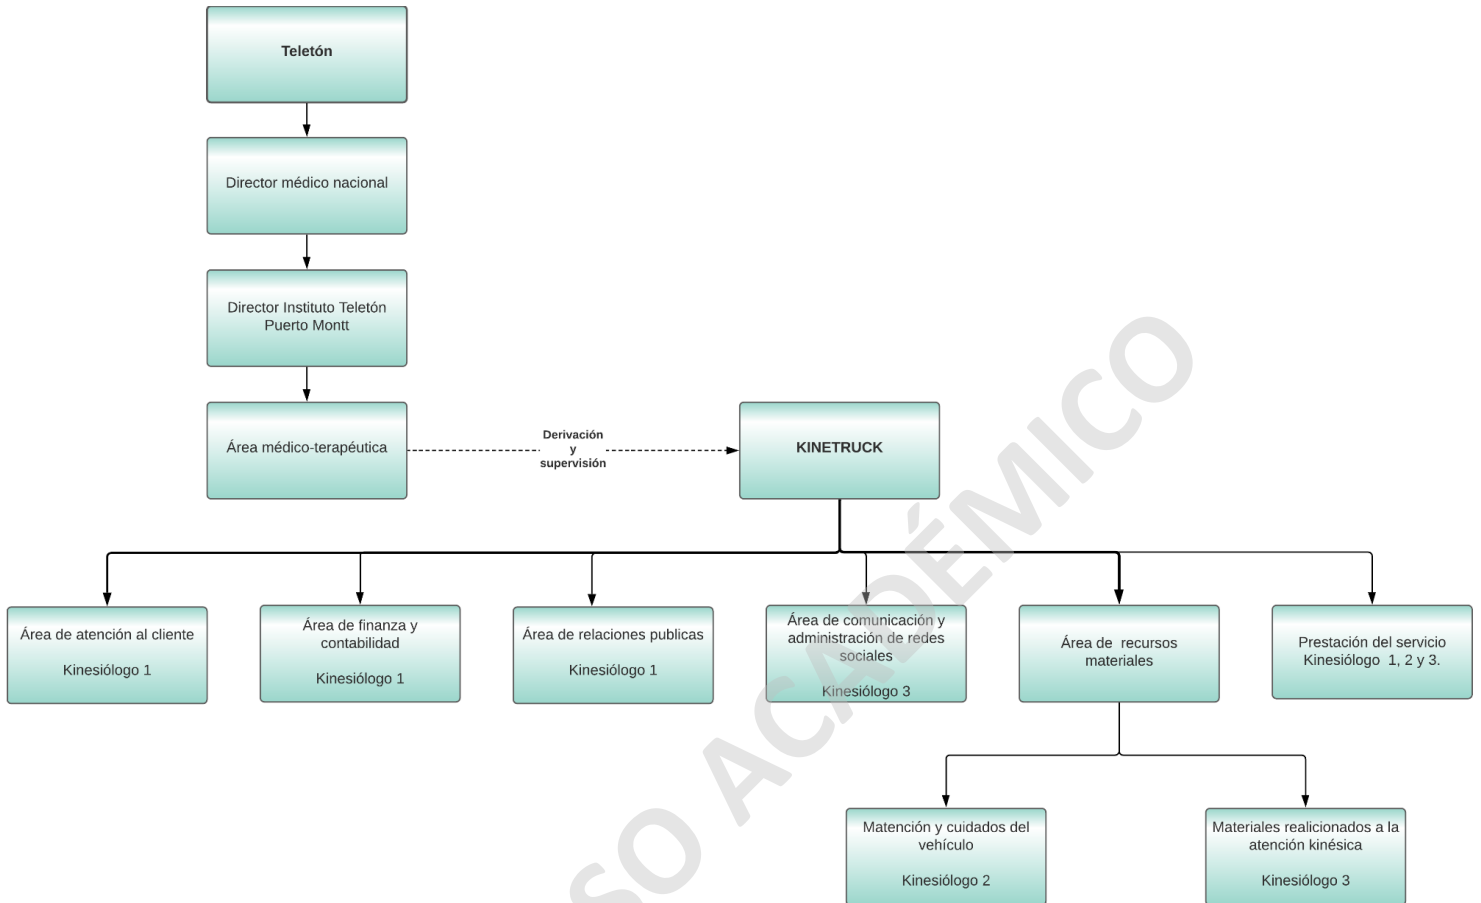 Teletón
Director médico nacional
Director Instituto Teletón
Puerto Montt
Área médico-terapéutica
Derivación
y
supervisión
KINETRUCK
Área de atención al cliente
Kinesiólogo 1
Área de finanza y
contabilidad
Kinesiólogo 1
Área de relaciones publicas
Kinesiólogo 1
Área de comunicación y
administración de redes
sociales
Kinesiólogo 3
Área de  recursos
materiales
Prestación del servicio
Kinesiólogo  1, 2 y 3.
Matención y cuidados del
vehículo
Kinesiólogo 2
Materiales realicionados a la
atención kinésica
Kinesiólogo 3
SO ACADÉMICO